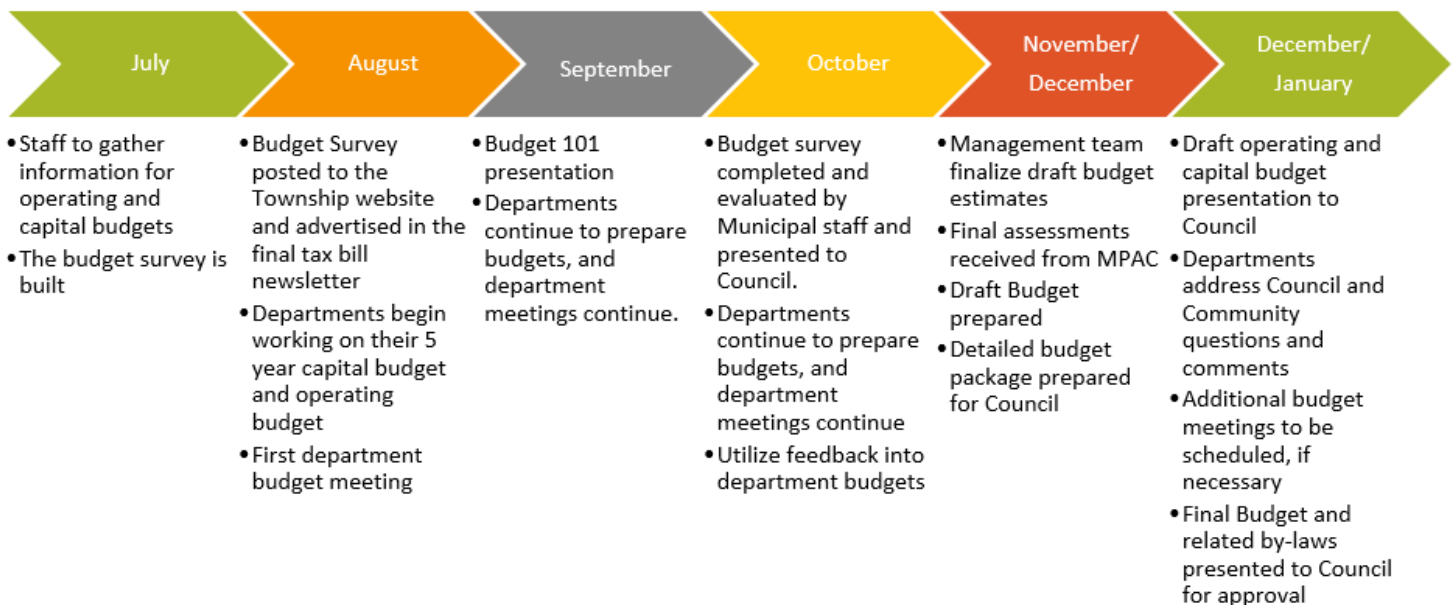 July
August
September
October
November/
December
December/
January
•Staff to gather
information for
operating and
capital budgets
•The budget survey is
built
•Budget Survey
posted to the
Township website
and advertised in the
final tax bill
newsletter
•Departments begin
working on their 5
year capital budget
and operating
budget
•First department
budget meeting
•Budget 101
presentation
•Departments
continue to prepare
budgets, and
department
meetings continue.
•Budget survey
completed and
evaluated by
Municipal staff and
presented to
Council.
•Departments
continue to prepare
budgets, and
department
meetings continue
•Utilize feedback into
department budgets
•Management team
finalize draft budget
estimates
•Final assessments
received from MPAC
•Draft Budget
prepared
•Detailed budget
package prepared
for Council
•Draft operating and
capital budget
presentation to
Council
•Departments
address Council and
Community
questions and
comments
•Additional budget
meetings to be
scheduled, if
necessary
•Final Budget and
related by-laws
presented to Council
for approval